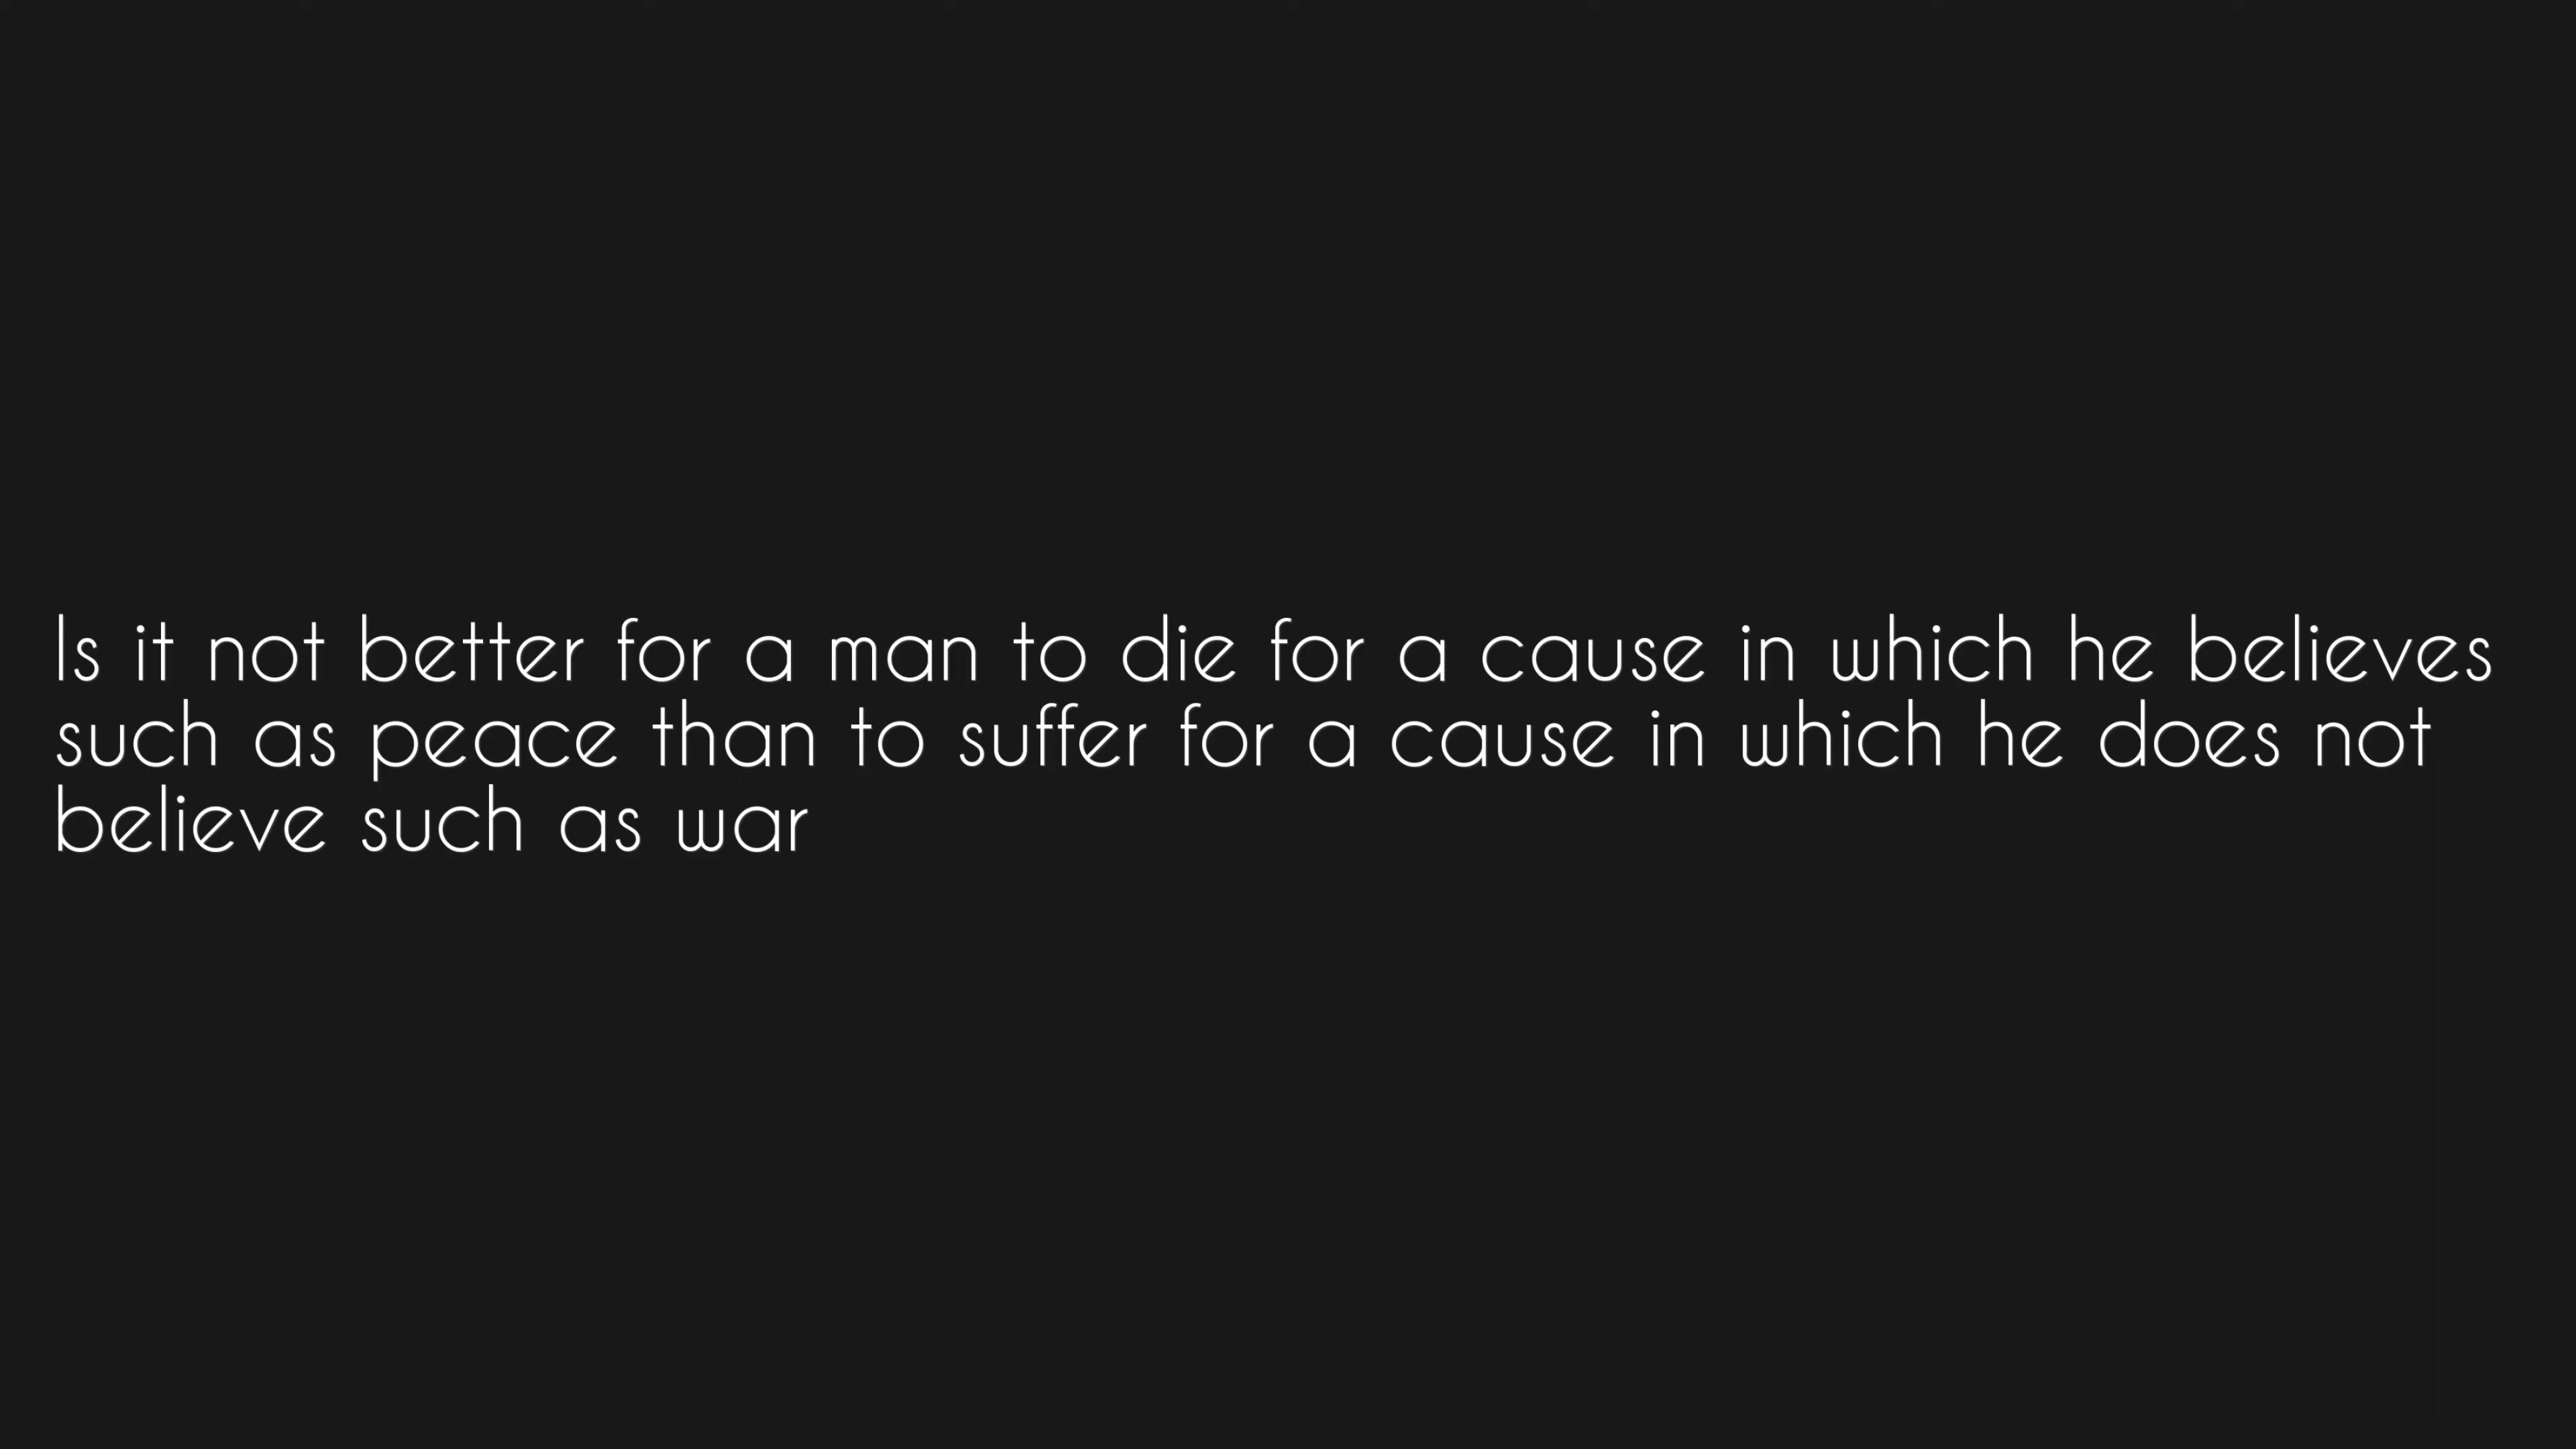 Is it not better for a man to die for a cause in which he believes
such as peace than to suffer for a cause in which he does not
believe such as war